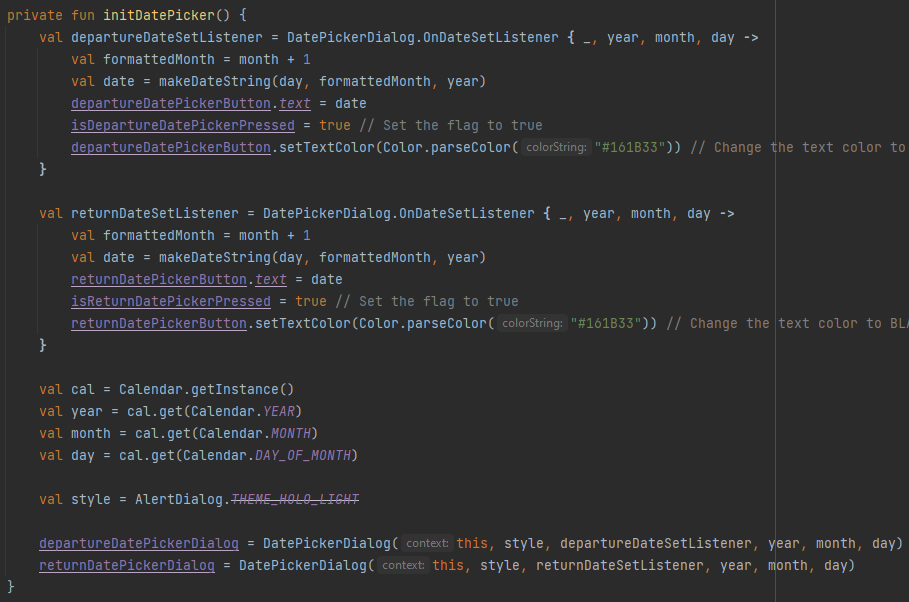 private fun initDatePicker() {
    val departureDateSetListener = DatePickerDialog.OnDateSetListener { _, year, month, day ->
        val formattedMonth = month + 1
        val date = makeDateString(day, formattedMonth, year)
        departureDatePickerButton.text = date
        isDepartureDatePickerPressed = true // Set the flag to true
        departureDatePickerButton.setTextColor(Color.parseColor( colorString: "#161B33")) // Change the text color to
    }

    val returnDateSetListener = DatePickerDialog.OnDateSetListener { _, year, month, day ->
        val formattedMonth = month + 1
        val date = makeDateString(day, formattedMonth, year)
        returnDatePickerButton.text = date
        isReturnDatePickerPressed = true // Set the flag to true
        returnDatePickerButton.setTextColor(Color.parseColor( colorString: "#161B33")) // Change the text color to BLA
    }

    val cal = Calendar.getInstance()
    val year = cal.get(Calendar.YEAR)
    val month = cal.get(Calendar.MONTH)
    val day = cal.get(Calendar.DAY_OF_MONTH)

    val style = AlertDialog.THEME_HOLO_LIGHT

    departureDatePickerDialog = DatePickerDialog( context: this, style, departureDateSetListener, year, month, day)
    returnDatePickerDialog = DatePickerDialog( context: this, style, returnDateSetListener, year, month, day)
}